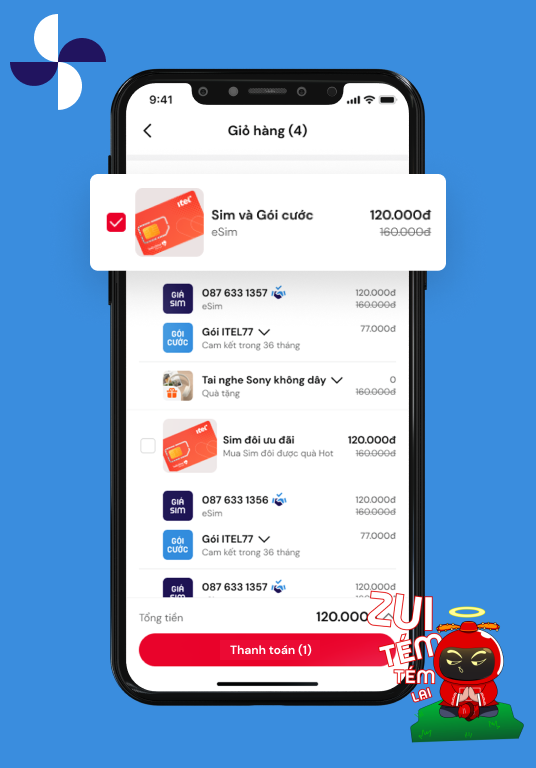 9:41
Giỏ hàng (4)
itel
Sim và Gói cước
120.000đ
eSim
160.000đ
GIÁ SIM
087 633 1357
120.000đ
eSim
160.000đ
GÓI CƯỚC
Gói ITEL77
77.000đ
Cam kết trong 36 tháng
Tai nghe Sony không dây
0
Quà tặng
160.000đ
itel
Sim đôi ưu đãi
120.000đ
Mua Sim đôi được quà Hot
160.000đ
GIÁ SIM
087 633 1356
120.000đ
eSim
160.000đ
GÓI CƯỚC
Gói ITEL77
77.000đ
Cam kết trong 36 tháng
GIÁ SIM
087 633 1357
120.000đ
Tổng tiền
120.000
Thanh toán (1)
ZUI
TÉM
TÉM
LẠI